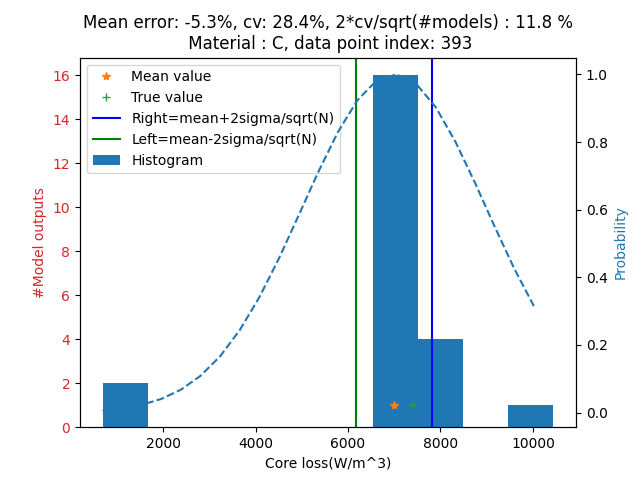 Mean error: -5.3%, cv: 28.4%, 2*cv/sqrt(#models) : 11.8 %
Material : C, data point index: 393
Mean value
True value
Right=mean+2sigma/sqrt(N)
Left=mean-2sigma/sqrt(N)
Histogram
#Model outputs
16
14
12
10
8
6
4
2
0
1.0
0.8
0.6
0.4
0.2
0.0
Probability
2000
4000
6000
8000
10000
Core loss(W/m^3)